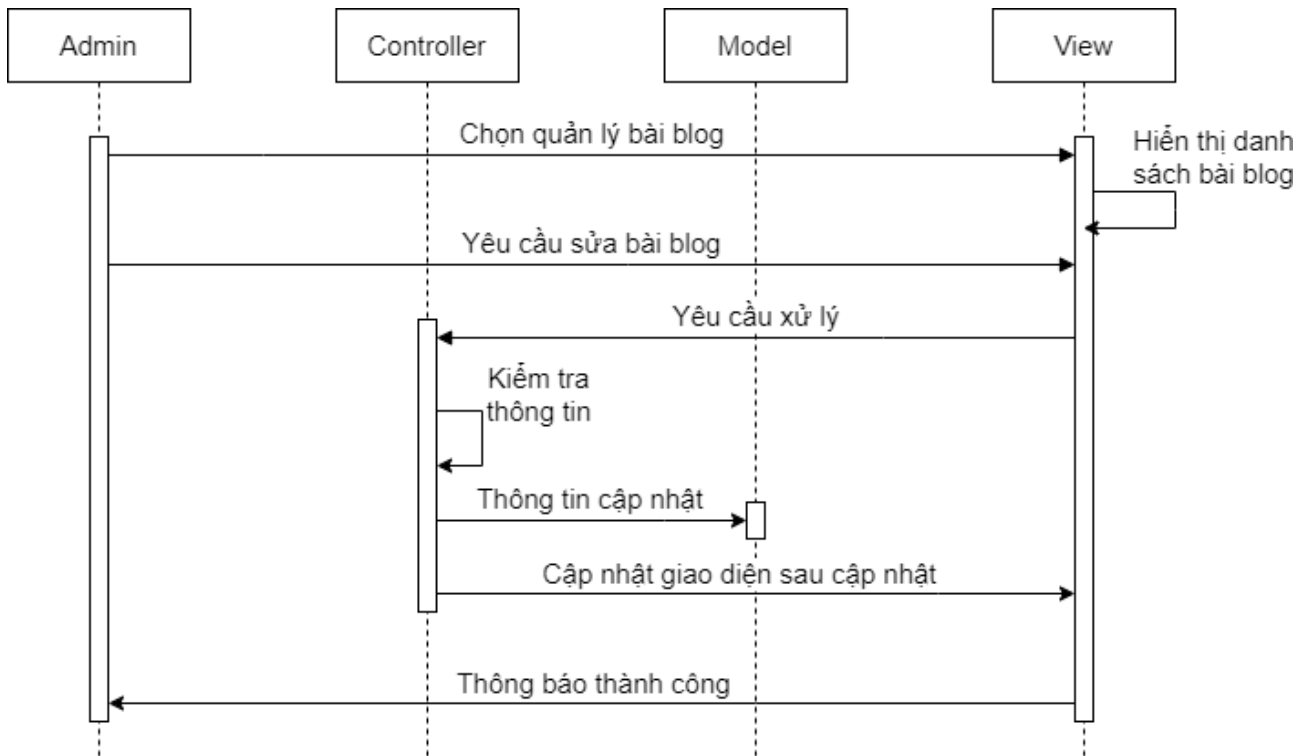 Admin
Controller
Model
View
Chọn quản lý bài blog
Hiển thị danh
sách bài blog
Yêu cầu sửa bài blog
Yêu cầu xử lý
Kiểm tra
thông tin
Thông tin cập nhật
Cập nhật giao diện sau cập nhật
Thông báo thành công